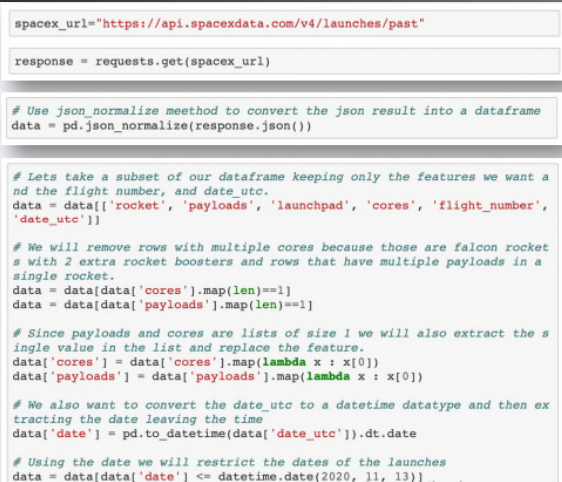 spacex_url="https://api.spacexdata.com/v4/launches/past"
response = requests.get(spacex_url)
# Use json_normalize meethod to convert the json result into a dataframe
data = pd.json_normalize(response.json())
# Lets take a subset of our dataframe keeping only the features we want a
nd the flight number, and date_utc.
data = data[['rocket', 'payloads', 'launchpad', 'cores', 'flight_number',
'date_utc']]
# We will remove rows with multiple cores because those are falcon rocket
s with 2 extra rocket boosters and rows that have multiple payloads in a
single rocket.
data = data[data['cores'].map(len)==1]
data = data[data['payloads'].map(len)==1]
# Since payloads and cores are lists of size 1 we will also extract the s
ingle value in the list and replace the feature.
data['cores'] = data['cores'].map(lambda x : x[0])
data['payloads'] = data['payloads'].map(lambda x : x[0])
# We also want to convert the date_utc to a datetime datatype and then ex
tracting the date leaving the time
data['date'] = pd.to_datetime(data['date_utc']).dt.date
# Using the date we will restrict the dates of the launches
data = data[data['date'] <= datetime.date(2020, 11, 13)]